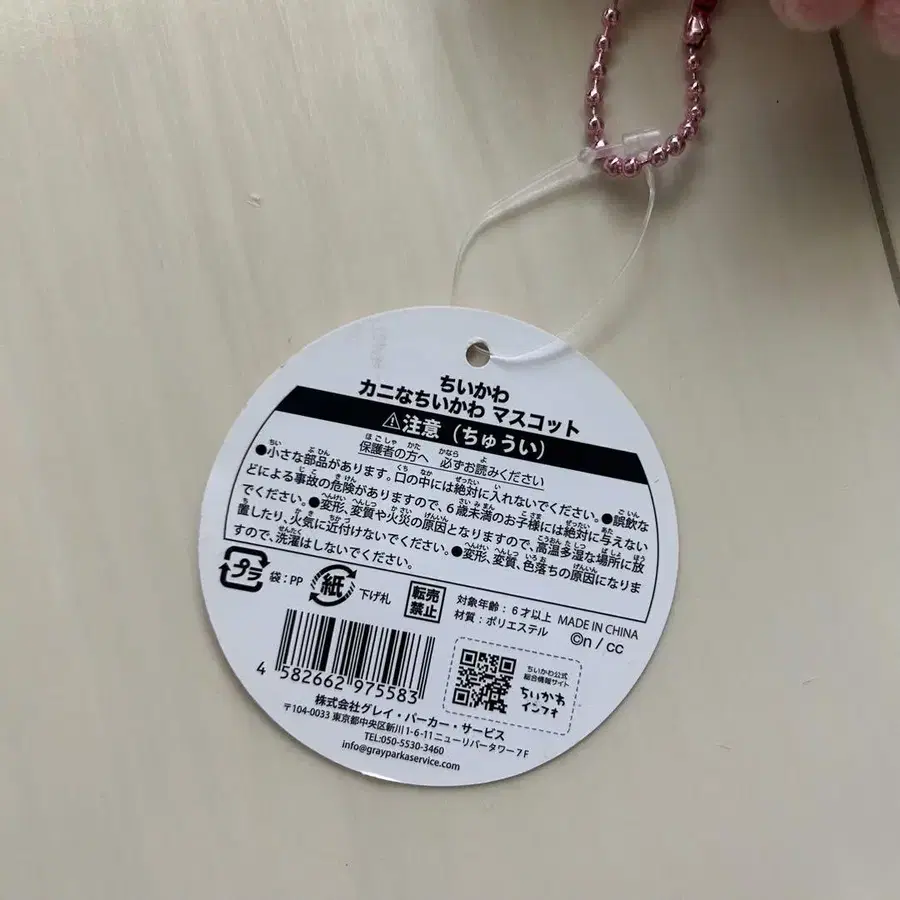 ちいかわ
カニなちいかわ マスコット
⚠注意（ちゅうい）
保護者の方へ 必ずお読みください
●小さな部品があります。口の中には絶対に入れないでください。●誤飲な
どによる事故の危険がありますので、6歳未満のお子様には絶対に与えない
でください。●変形、変質や火災の原因となりますので、高温多湿な場所に放
置したり、火気に近付けないでください。●変形、変質、色落ちの原因になりま
すので、洗濯はしないでください。
プラ 袋：PP 紙 下げ札 転売禁止
対象年齢：6才以上 MADE IN CHINA
材質：ポリエステル ©n / cc
4 582662 975583
ちいかわ公式
総合情報サイト
ちいかわ
インフォ
株式会社グレイ・パーカー・サービス
〒104-0033 東京都中央区新川1-6-11ニューリバータワー7F
TEL:050-5530-3460
info@grayparkaservice.com